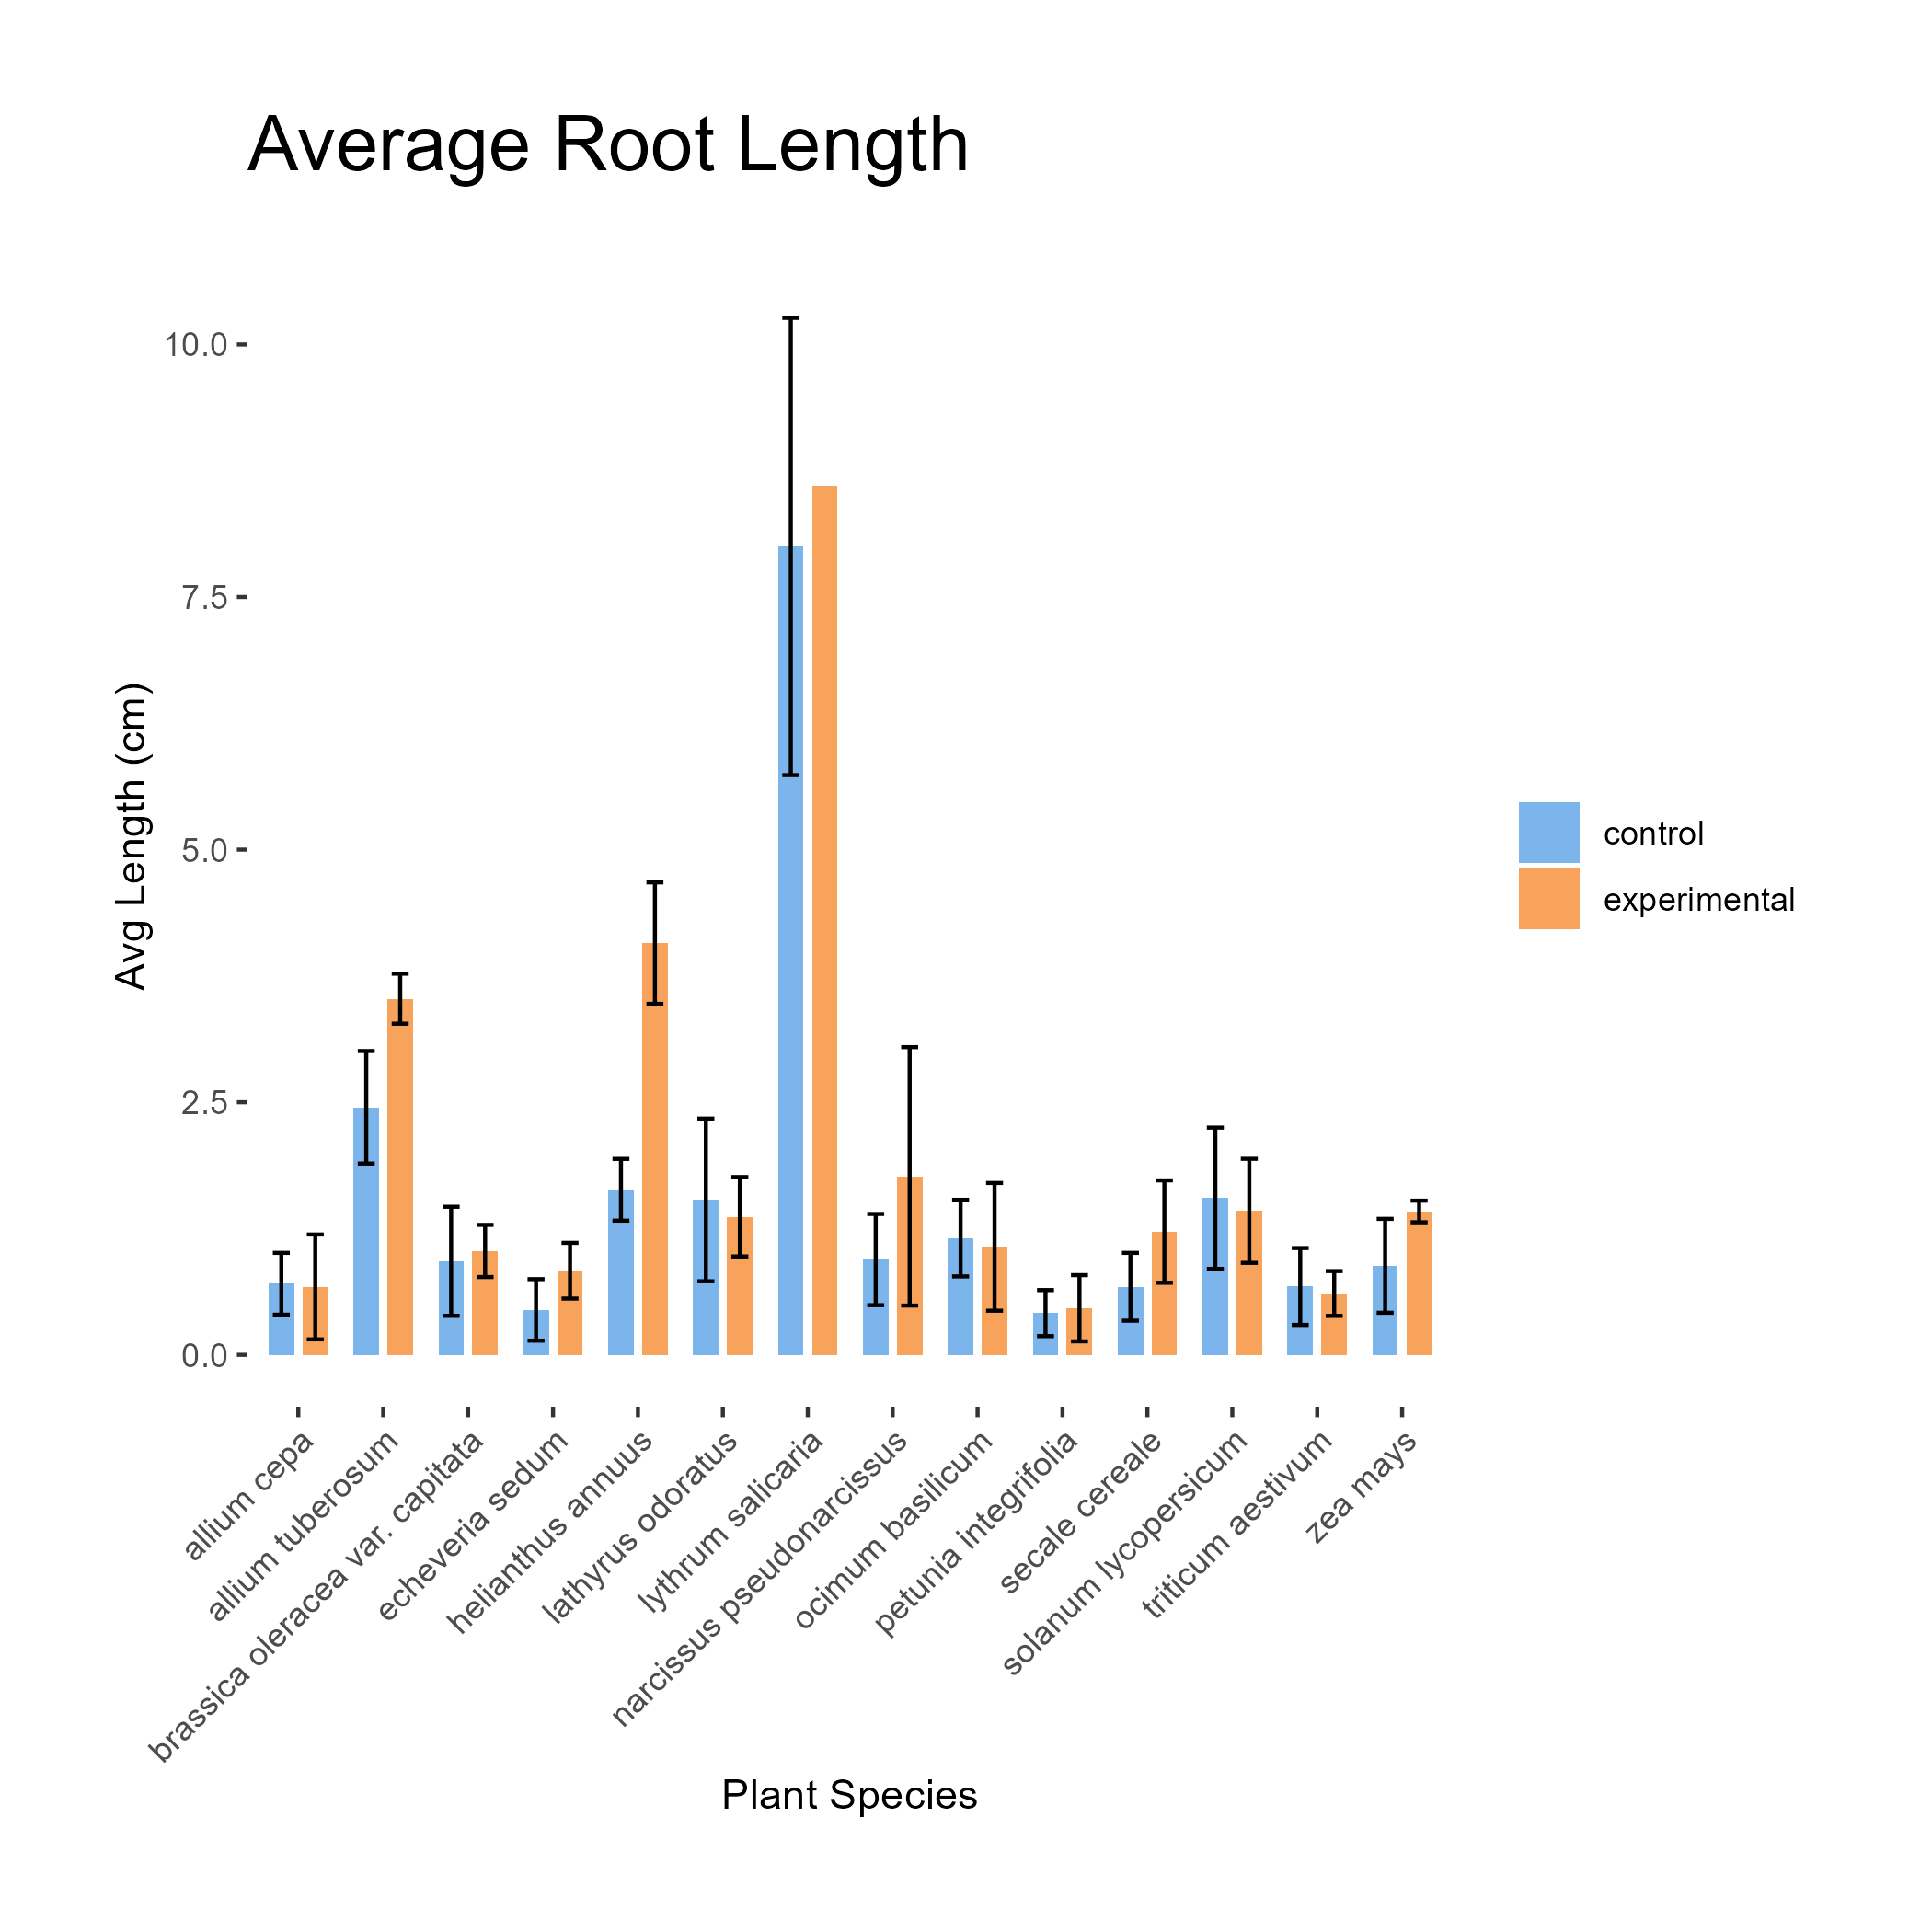 Average Root Length
10.0
7.5
5.0
2.5
0.0
Avg Length (cm)
control
experimental
allium cepa
allium tuberosum
brassica oleracea var. capitata
echeveria sedum
helianthus annuus
lathyrus odoratus
lythrum salicaria
narcissus pseudonarcissus
ocimum basilicum
petunia integrifolia
secale cereale
solanum lycopersicum
triticum aestivum
zea mays
Plant Species